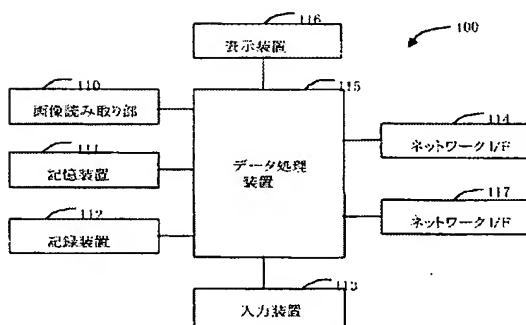 116
100
表示装置
110
115
画像読み取り部
114
ネットワーク I/F
111
記憶装置
データ処理
装置
117
ネットワーク I/F
112
記録装置
113
入力装置